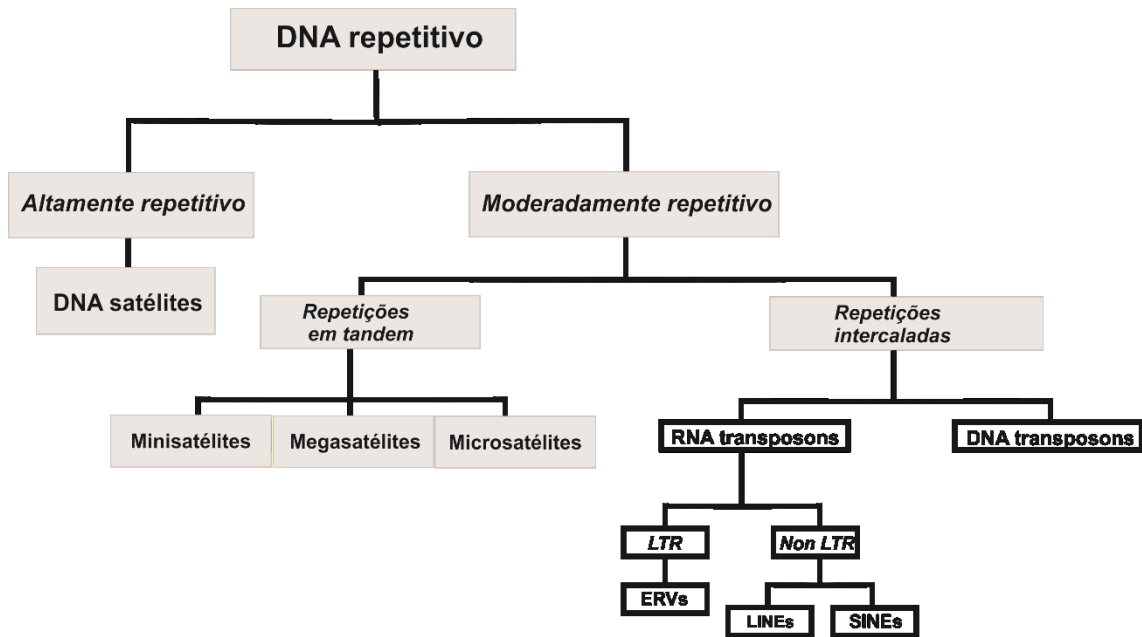 DNA repetitivo
Altamente repetitivo
Moderadamente repetitivo
DNA satélites
Repetições
em tandem
Repetições
intercaladas
Minisatélites
Megasatélites
Microsatélites
RNA transposons
DNA transposons
LTR
Non LTR
ERVs
LINEs
SINEs